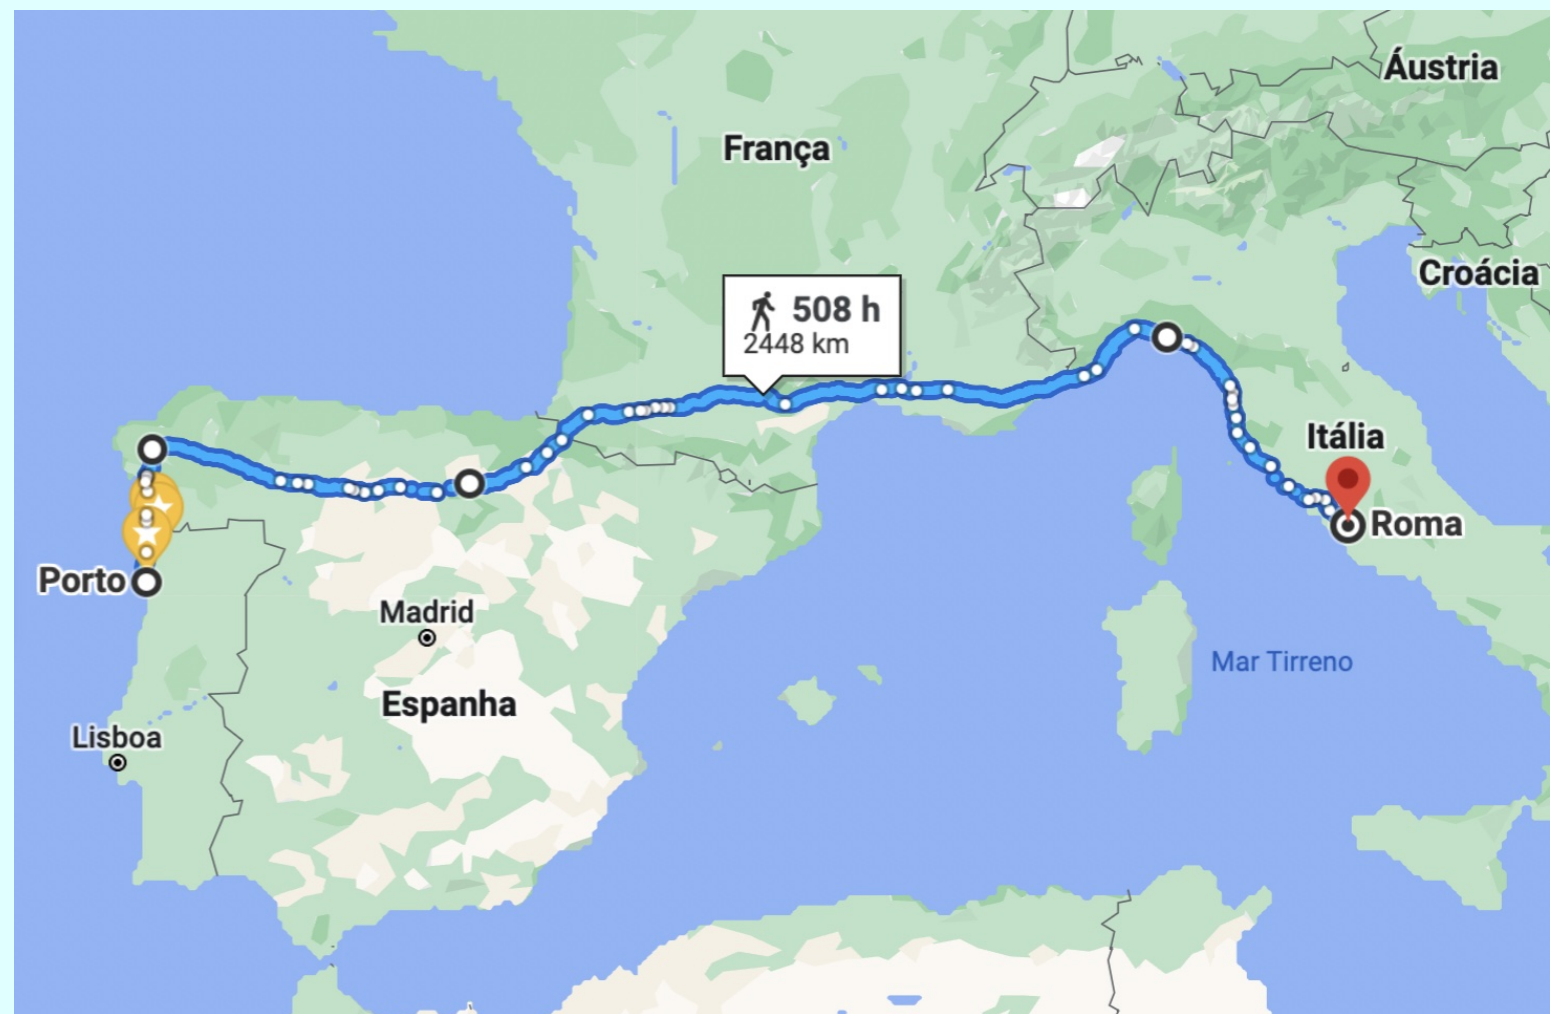 Áustria
França
Croácia
508 h
2448 km
Itália
Roma
Porto
Madrid
Mar Tirreno
Espanha
Lisboa